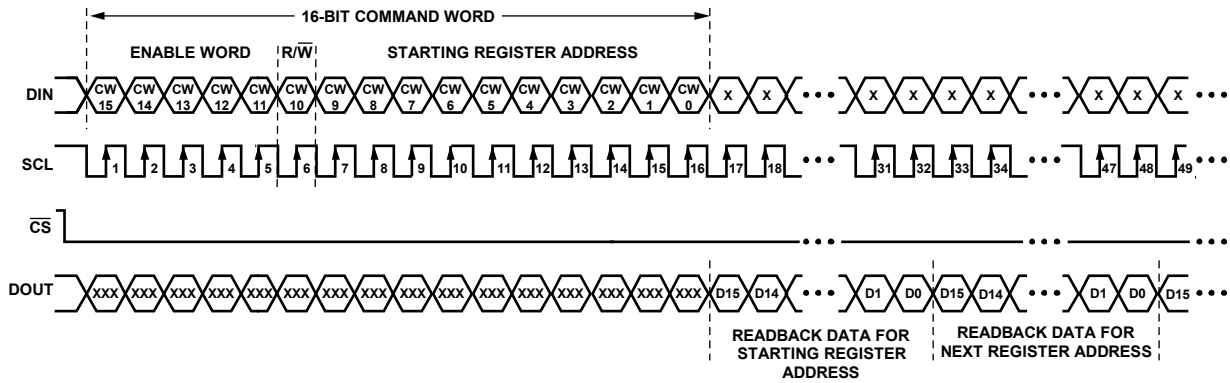 16-BIT COMMAND WORD
ENABLE WORD R/W̅ STARTING REGISTER ADDRESS
DIN CW 15 CW 14 CW 13 CW 12 CW 11 CW 10 CW 9 CW 8 CW 7 CW 6 CW 5 CW 4 CW 3 CW 2 CW 1 CW 0 X X X X X X X X X
SCL 1 2 3 4 5 6 7 8 9 10 11 12 13 14 15 16 17 18 31 32 33 34 47 48 49
C̅S̅
DOUT XXX XXX XXX XXX XXX XXX XXX XXX XXX XXX XXX XXX XXX XXX XXX XXX D15 D14 D1 D0 D15 D14 D1 D0 D15
READBACK DATA FOR
STARTING REGISTER
ADDRESS
READBACK DATA FOR
NEXT REGISTER ADDRESS